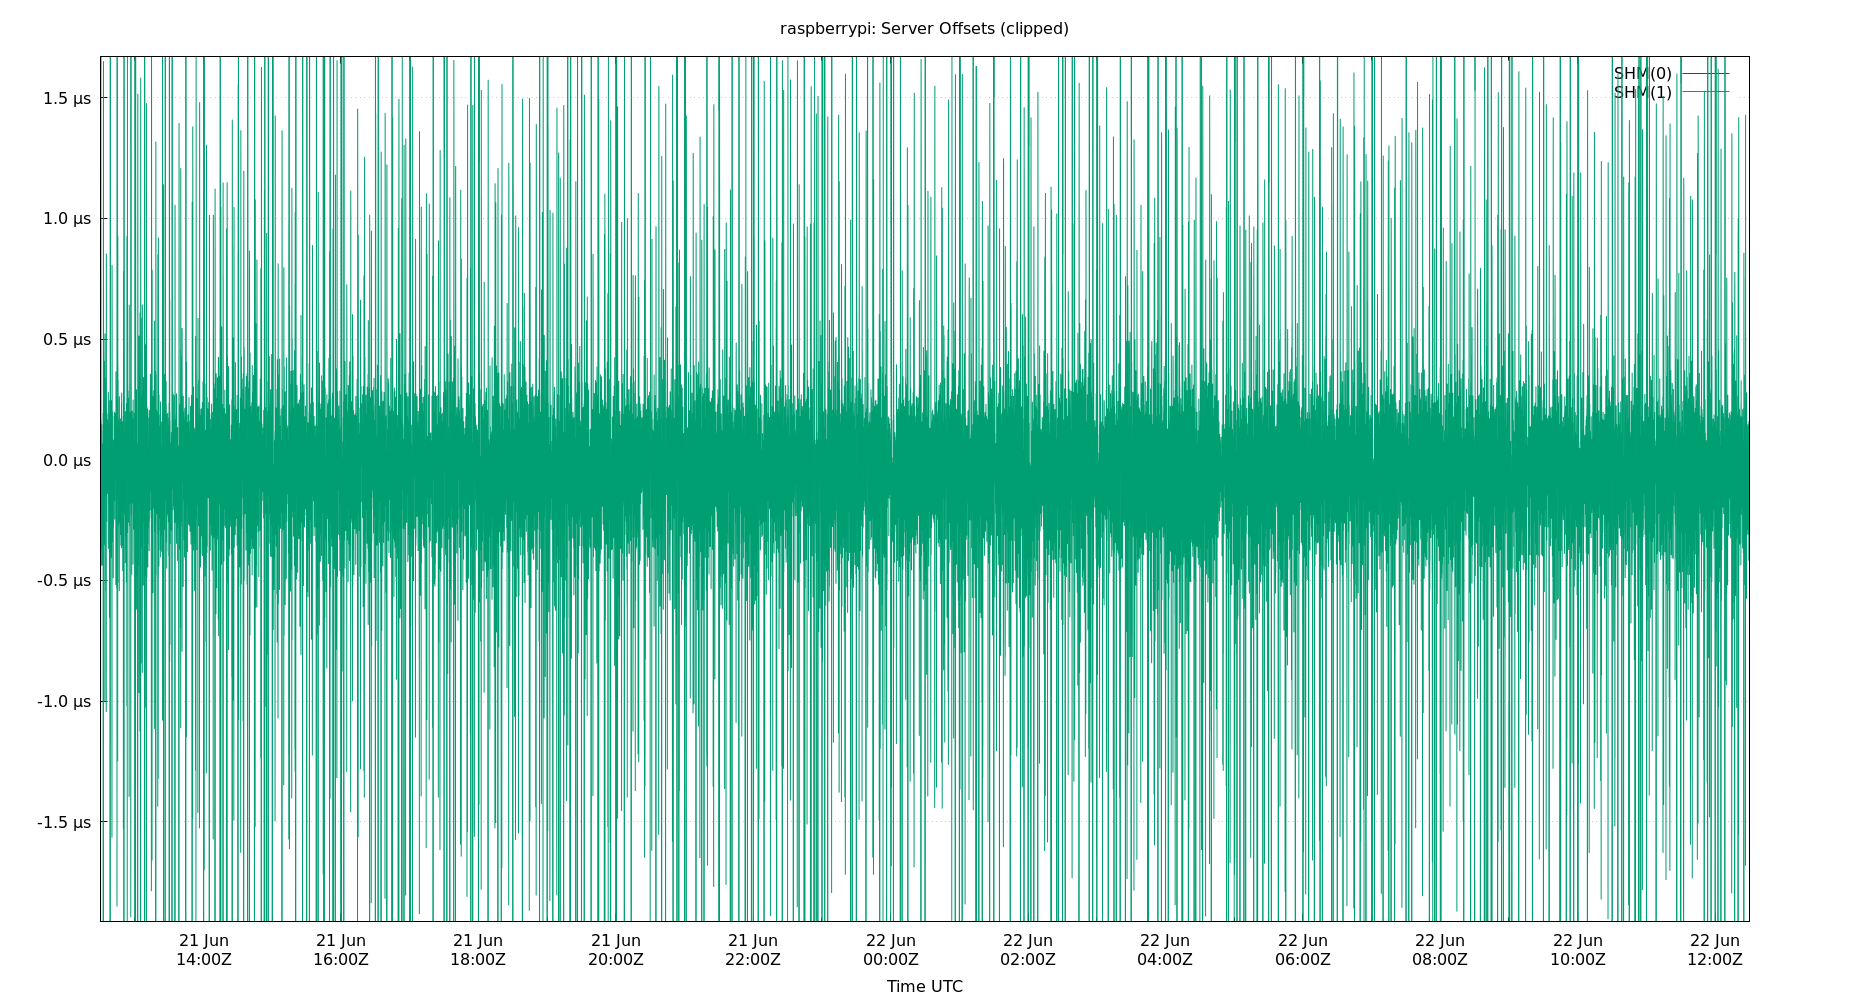 raspberrypi: Server Offsets (clipped)
SHM(0)
SHM(1)
1.5 µs
1.0 µs
0.5 µs
0.0 µs
-0.5 µs
-1.0 µs
-1.5 µs
21 Jun 21 Jun 21 Jun 21 Jun 21 Jun 22 Jun 22 Jun 22 Jun 22 Jun 22 Jun 22 Jun 22 Jun
14:00Z 16:00Z 18:00Z 20:00Z 22:00Z 00:00Z 02:00Z 04:00Z 06:00Z 08:00Z 10:00Z 12:00Z
Time UTC